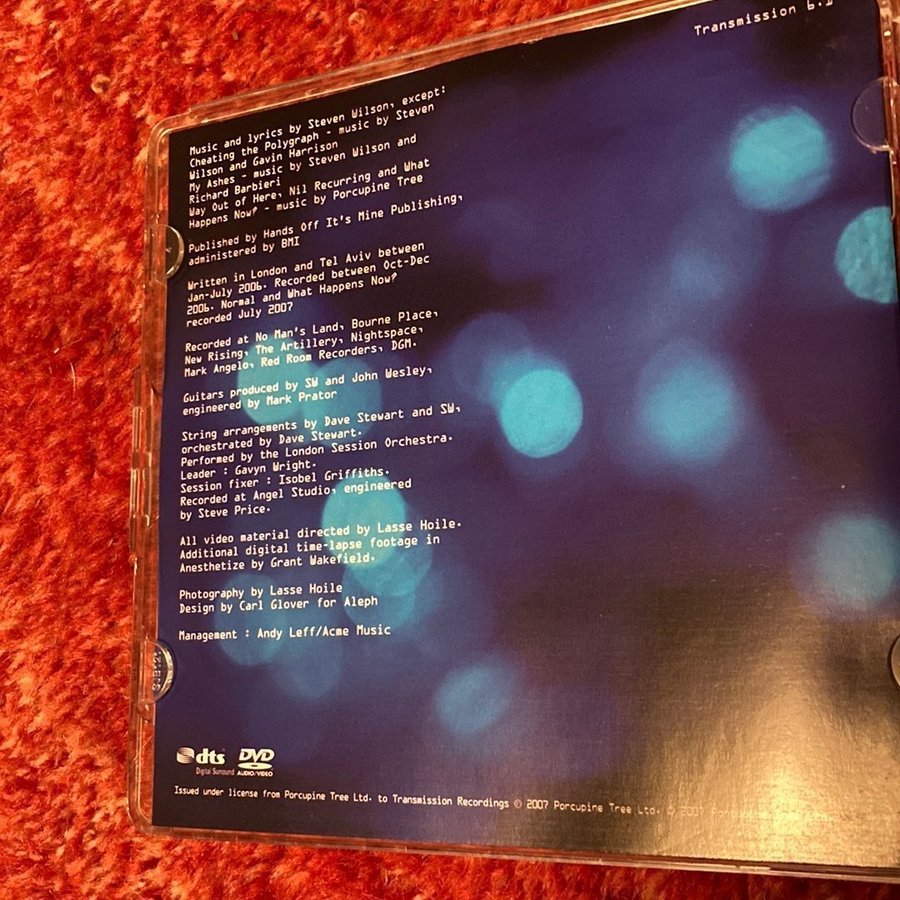 Transmission 6.1
Music and lyrics by Steven Wilson, except:
Cheating the Polygraph - music by Steven
Wilson and Gavin Harrison
My Ashes - music by Steven Wilson and
Richard Barbieri
Way Out of Here, Nil Recurring and What
Happens Now? - music by Porcupine Tree
Published by Hands Off It's Mine Publishing,
administered by BMI
Written in London and Tel Aviv between
Jan-July 2006. Recorded between Oct-Dec
2006. Normal and What Happens Now?
recorded July 2007
Recorded at No Man's Land, Bourne Place,
New Rising, The Artillery, Nightspace,
Mark Angelo, Red Room Recorders, DGM.
Guitars produced by SW and John Wesley,
engineered by Mark Prator
String arrangements by Dave Stewart and SW,
orchestrated by Dave Stewart.
Performed by the London Session Orchestra.
Leader : Gavyn Wright.
Session fixer : Isobel Griffiths.
Recorded at Angel Studio, engineered
by Steve Price.
All video material directed by Lasse Hoile.
Additional digital time-lapse footage in
Anesthetize by Grant Wakefield.
Photography by Lasse Hoile
Design by Carl Glover for Aleph
Management : Andy Leff/Acme Music
dts DVD
Digital Surround AUDIO/VIDEO
Issued under license from Porcupine Tree Ltd. to Transmission Recordings ℗ 2007 Porcupine Tree Ltd. © 2007 Porcupine